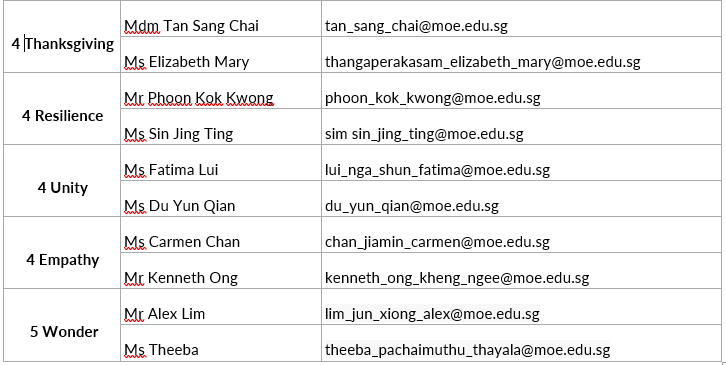 Mdm Tan Sang Chai tan_sang_chai@moe.edu.sg
4 Thanksgiving
Ms Elizabeth Mary thangaperakasam_elizabeth_mary@moe.edu.sg
Mr Phoon Kok Kwong phoon_kok_kwong@moe.edu.sg
4 Resilience
Ms Sin Jing Ting sim sin_jing_ting@moe.edu.sg
Ms Fatima Lui lui_nga_shun_fatima@moe.edu.sg
4 Unity
Ms Du Yun Qian du_yun_qian@moe.edu.sg
Ms Carmen Chan chan_jiamin_carmen@moe.edu.sg
4 Empathy
Mr Kenneth Ong kenneth_ong_kheng_ngee@moe.edu.sg
Mr Alex Lim lim_jun_xiong_alex@moe.edu.sg
5 Wonder
Ms Theeba theeba_pachaimuthu_thayala@moe.edu.sg